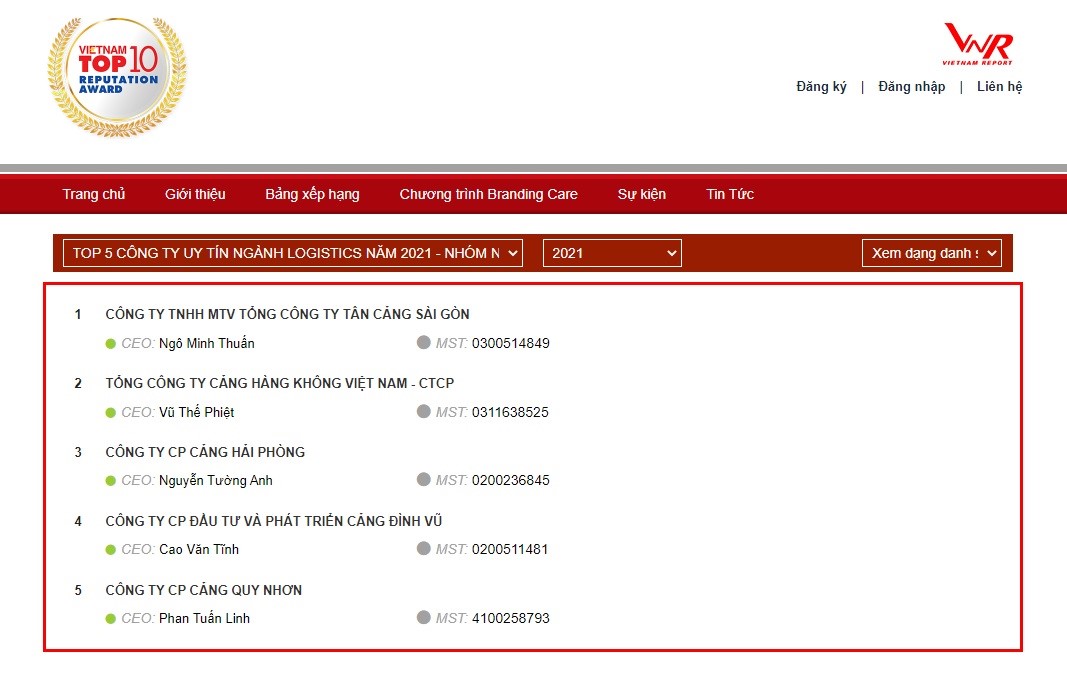 VIETNAM
TOP 10
REPUTATION
AWARD
VNR
VIETNAM REPORT
Đăng ký | Đăng nhập | Liên hệ
Trang chủ Giới thiệu Bảng xếp hạng Chương trình Branding Care Sự kiện Tin Tức
TOP 5 CÔNG TY UY TÍN NGÀNH LOGISTICS NĂM 2021 - NHÓM N 2021 Xem dạng danh s
1 CÔNG TY TNHH MTV TỔNG CÔNG TY TÂN CẢNG SÀI GÒN
CEO: Ngô Minh Thuấn MST: 0300514849
2 TỔNG CÔNG TY CẢNG HÀNG KHÔNG VIỆT NAM - CTCP
CEO: Vũ Thế Phiệt MST: 0311638525
3 CÔNG TY CP CẢNG HẢI PHÒNG
CEO: Nguyễn Tường Anh MST: 0200236845
4 CÔNG TY CP ĐẦU TƯ VÀ PHÁT TRIỂN CẢNG ĐÌNH VŨ
CEO: Cao Văn Tĩnh MST: 0200511481
5 CÔNG TY CP CẢNG QUY NHƠN
CEO: Phan Tuấn Linh MST: 4100258793